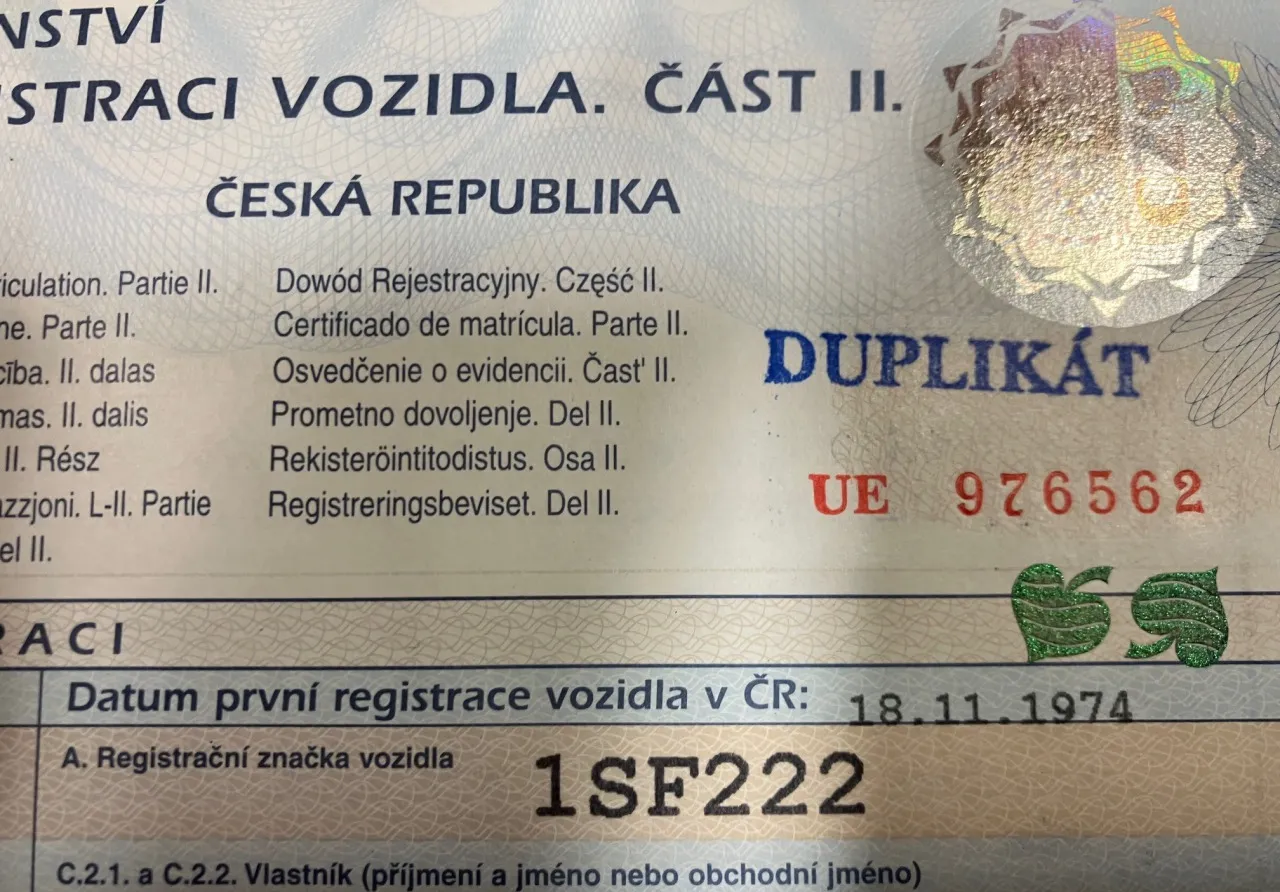 NSTVÍ
ISTRACI VOZIDLA. ČÁST II.
ČESKÁ REPUBLIKA
riculation. Partie II.
ne. Parte II.
cība. II. dalas
mas. II. dalis
II. Rész
azzjoni. L-II. Partie
el II.
Dowód Rejestracyjny. Część II.
Certificado de matrícula. Parte II.
Osvedčenie o evidencii. Čast' II.
Prometno dovoljenje. Del II.
Rekisteröintitodistus. Osa II.
Registreringsbeviset. Del II.
DUPLIKÁT
UE 976562
RACI
Datum první registrace vozidla v ČR: 18.11.1974
A. Registrační značka vozidla 1SF222
C.2.1. a C.2.2. Vlastník (příjmení a jméno nebo obchodní jméno)